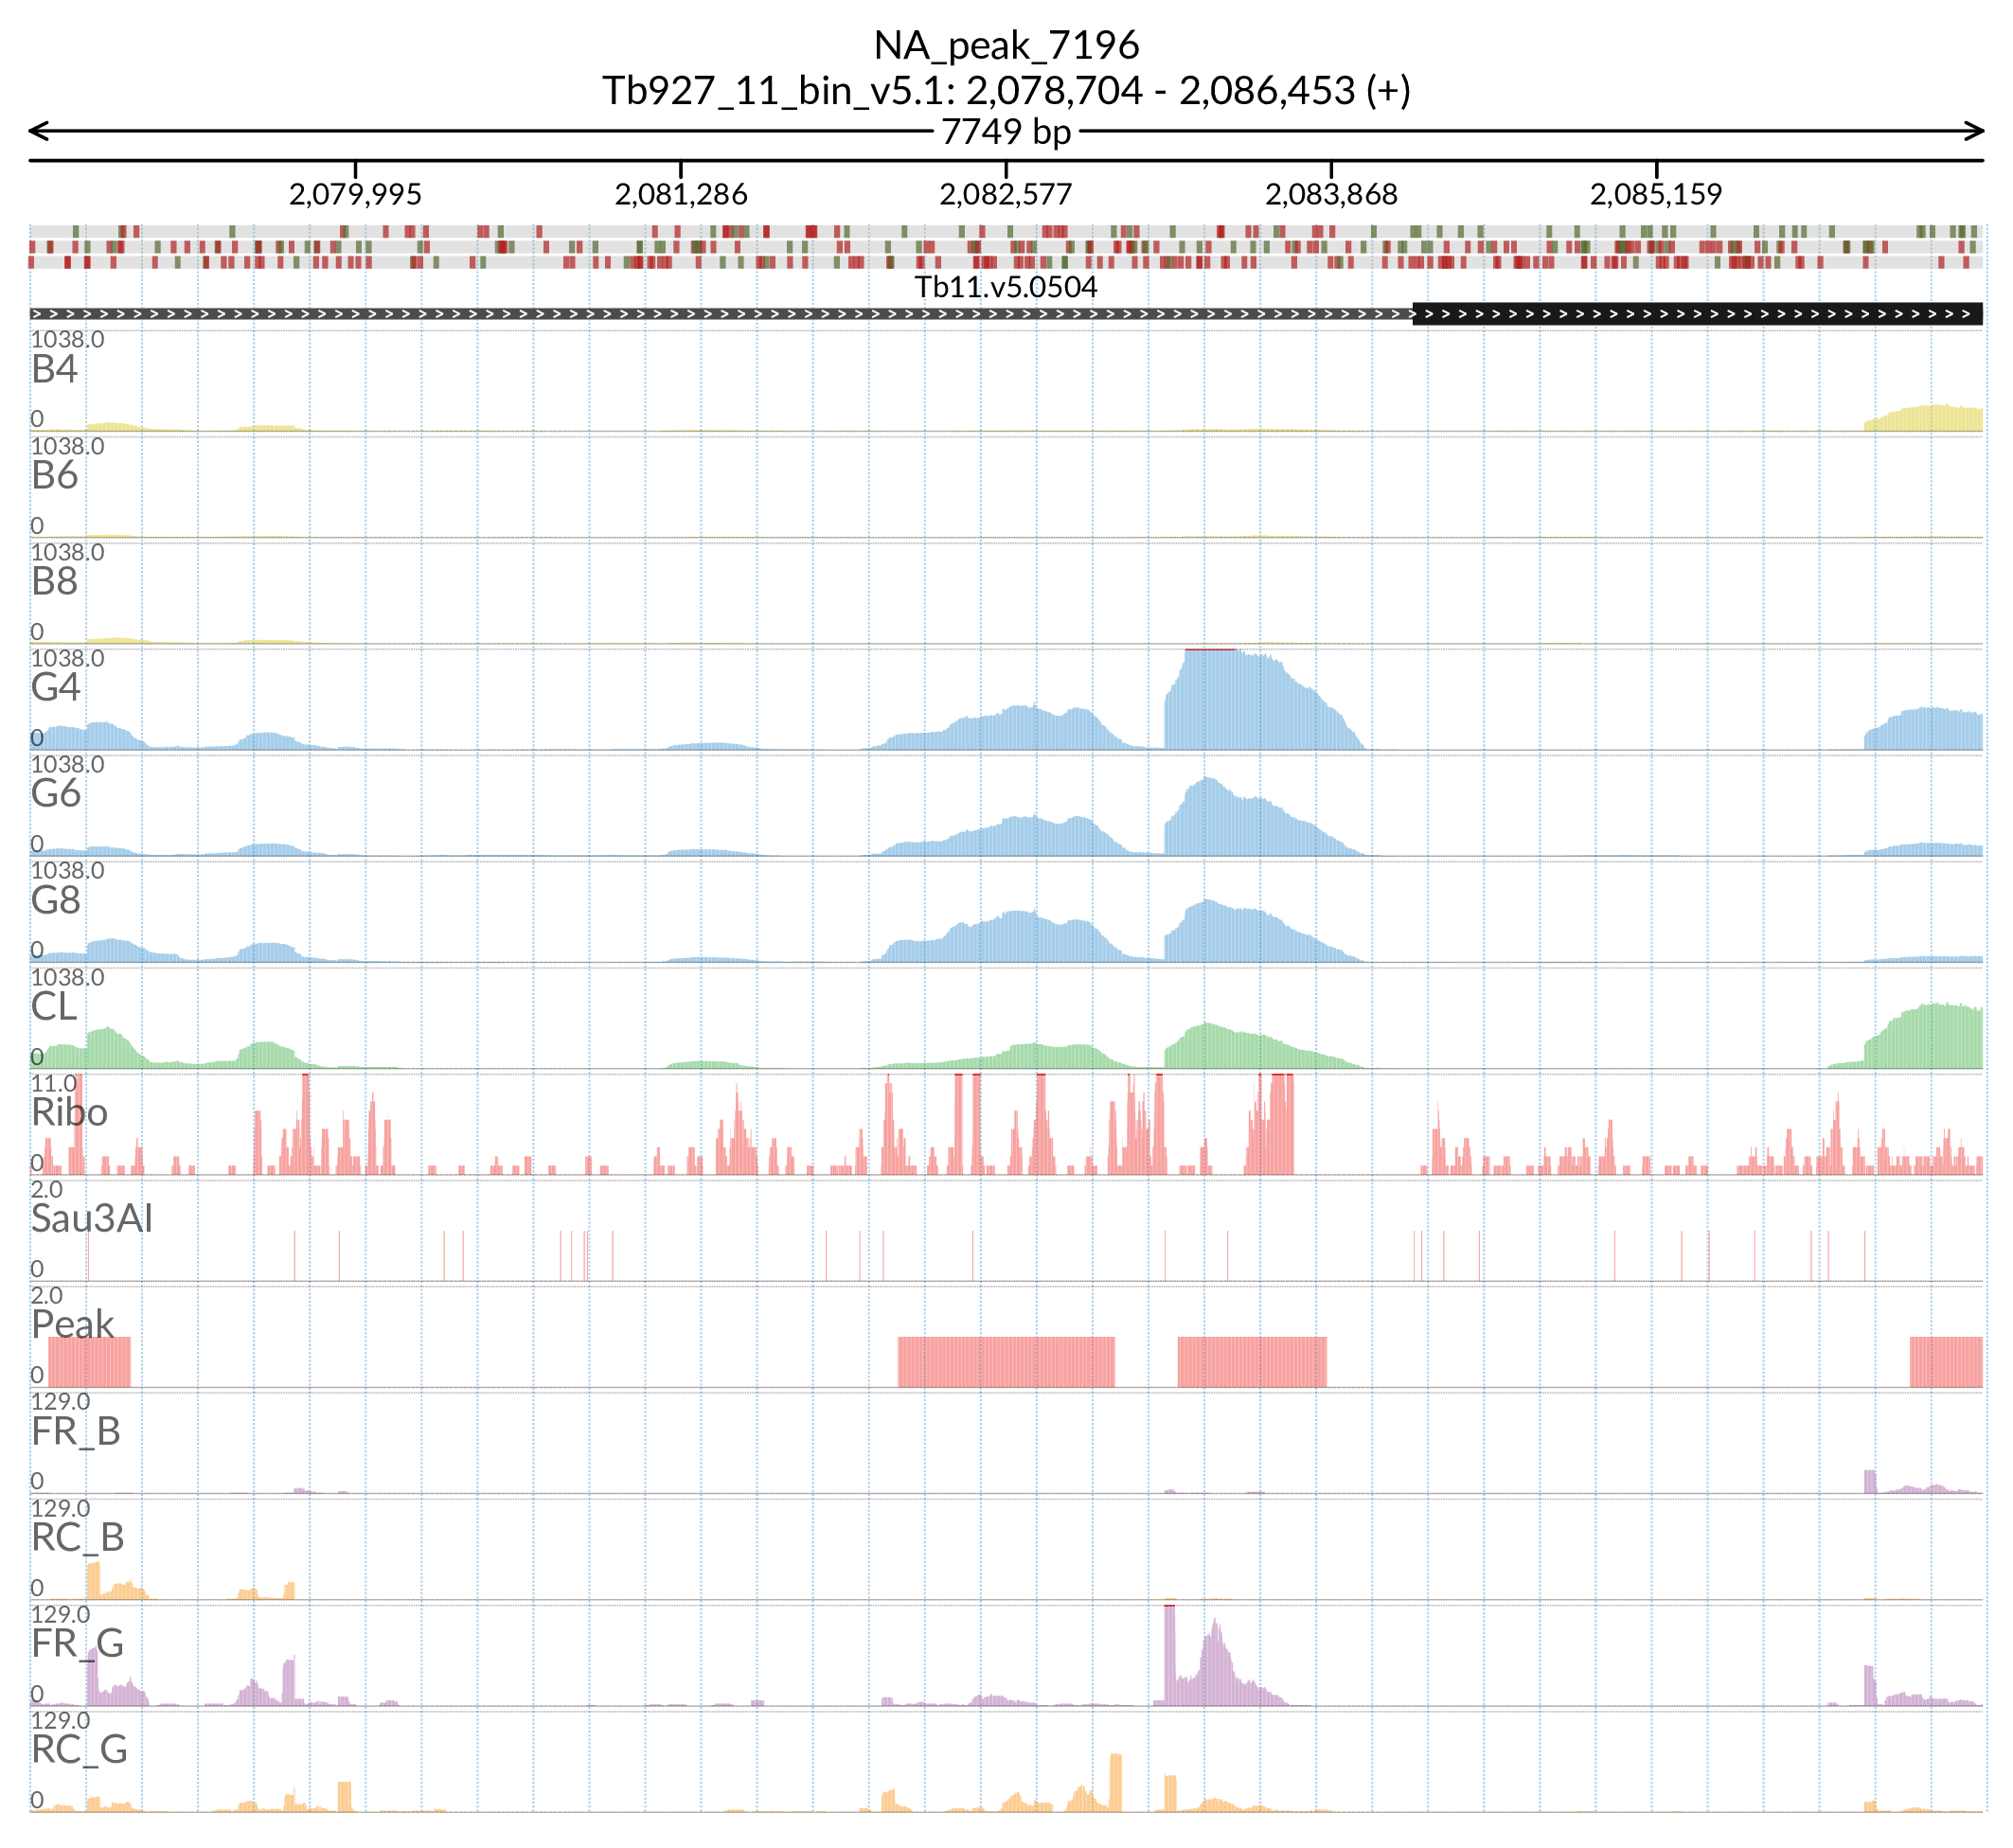 NA_peak_7196
Tb927_11_bin_v5.1: 2,078,704 - 2,086,453 (+)
7749 bp
2,079,995 2,081,286 2,082,577 2,083,868 2,085,159
Tb11.v5.0504
1038.0
B4
0
1038.0
B6
0
1038.0
B8
0
1038.0
G4
0
1038.0
G6
0
1038.0
G8
0
1038.0
CL
0
11.0
Ribo
0
2.0
Sau3AI
0
2.0
Peak
0
129.0
FR_B
0
129.0
RC_B
0
129.0
FR_G
0
129.0
RC_G
0